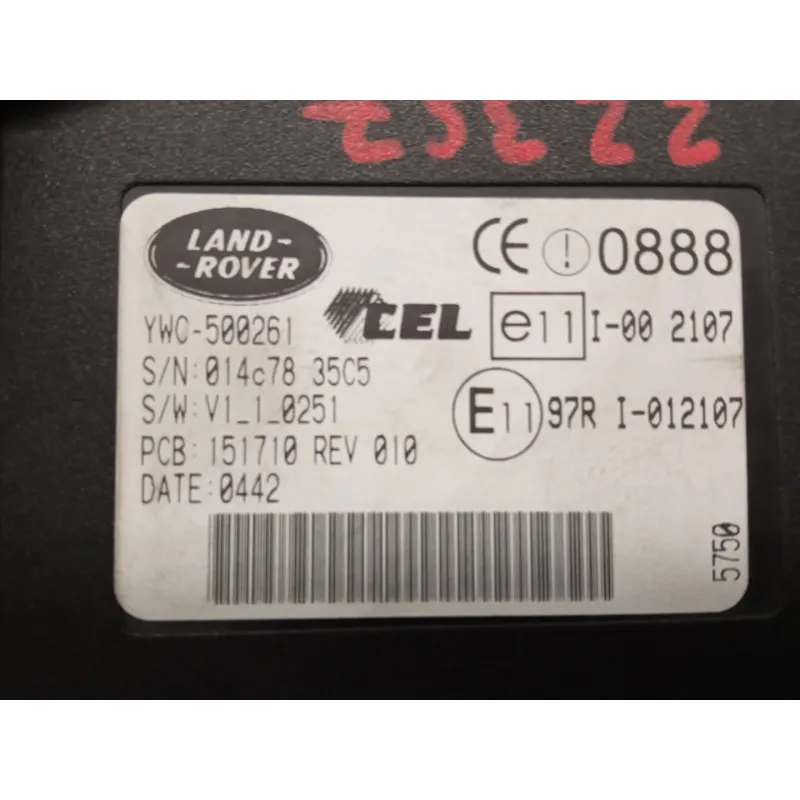 LAND-
-ROVER
CE 0888
YWC-500261
CEL
e11 I-00 2107
S/N:014c78 35C5
S/W:V1_1_0251
E11 97R I-012107
PCB:151710 REV 010
DATE:0442
5750